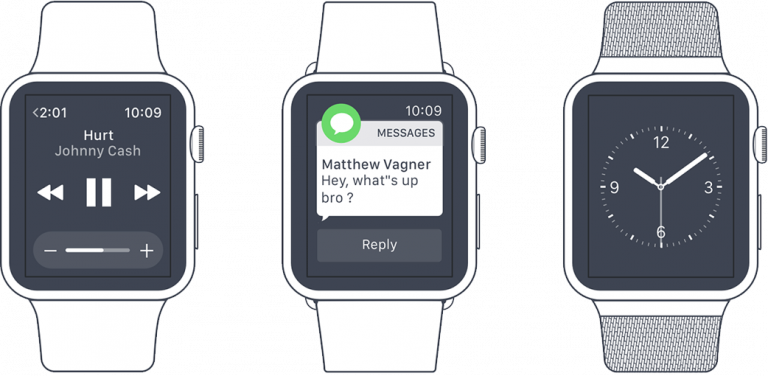 <2:01 10:09
Hurt
Johnny Cash
10:09
MESSAGES
Matthew Vagner
Hey, what"s up
bro ?
Reply
12
9 3
6